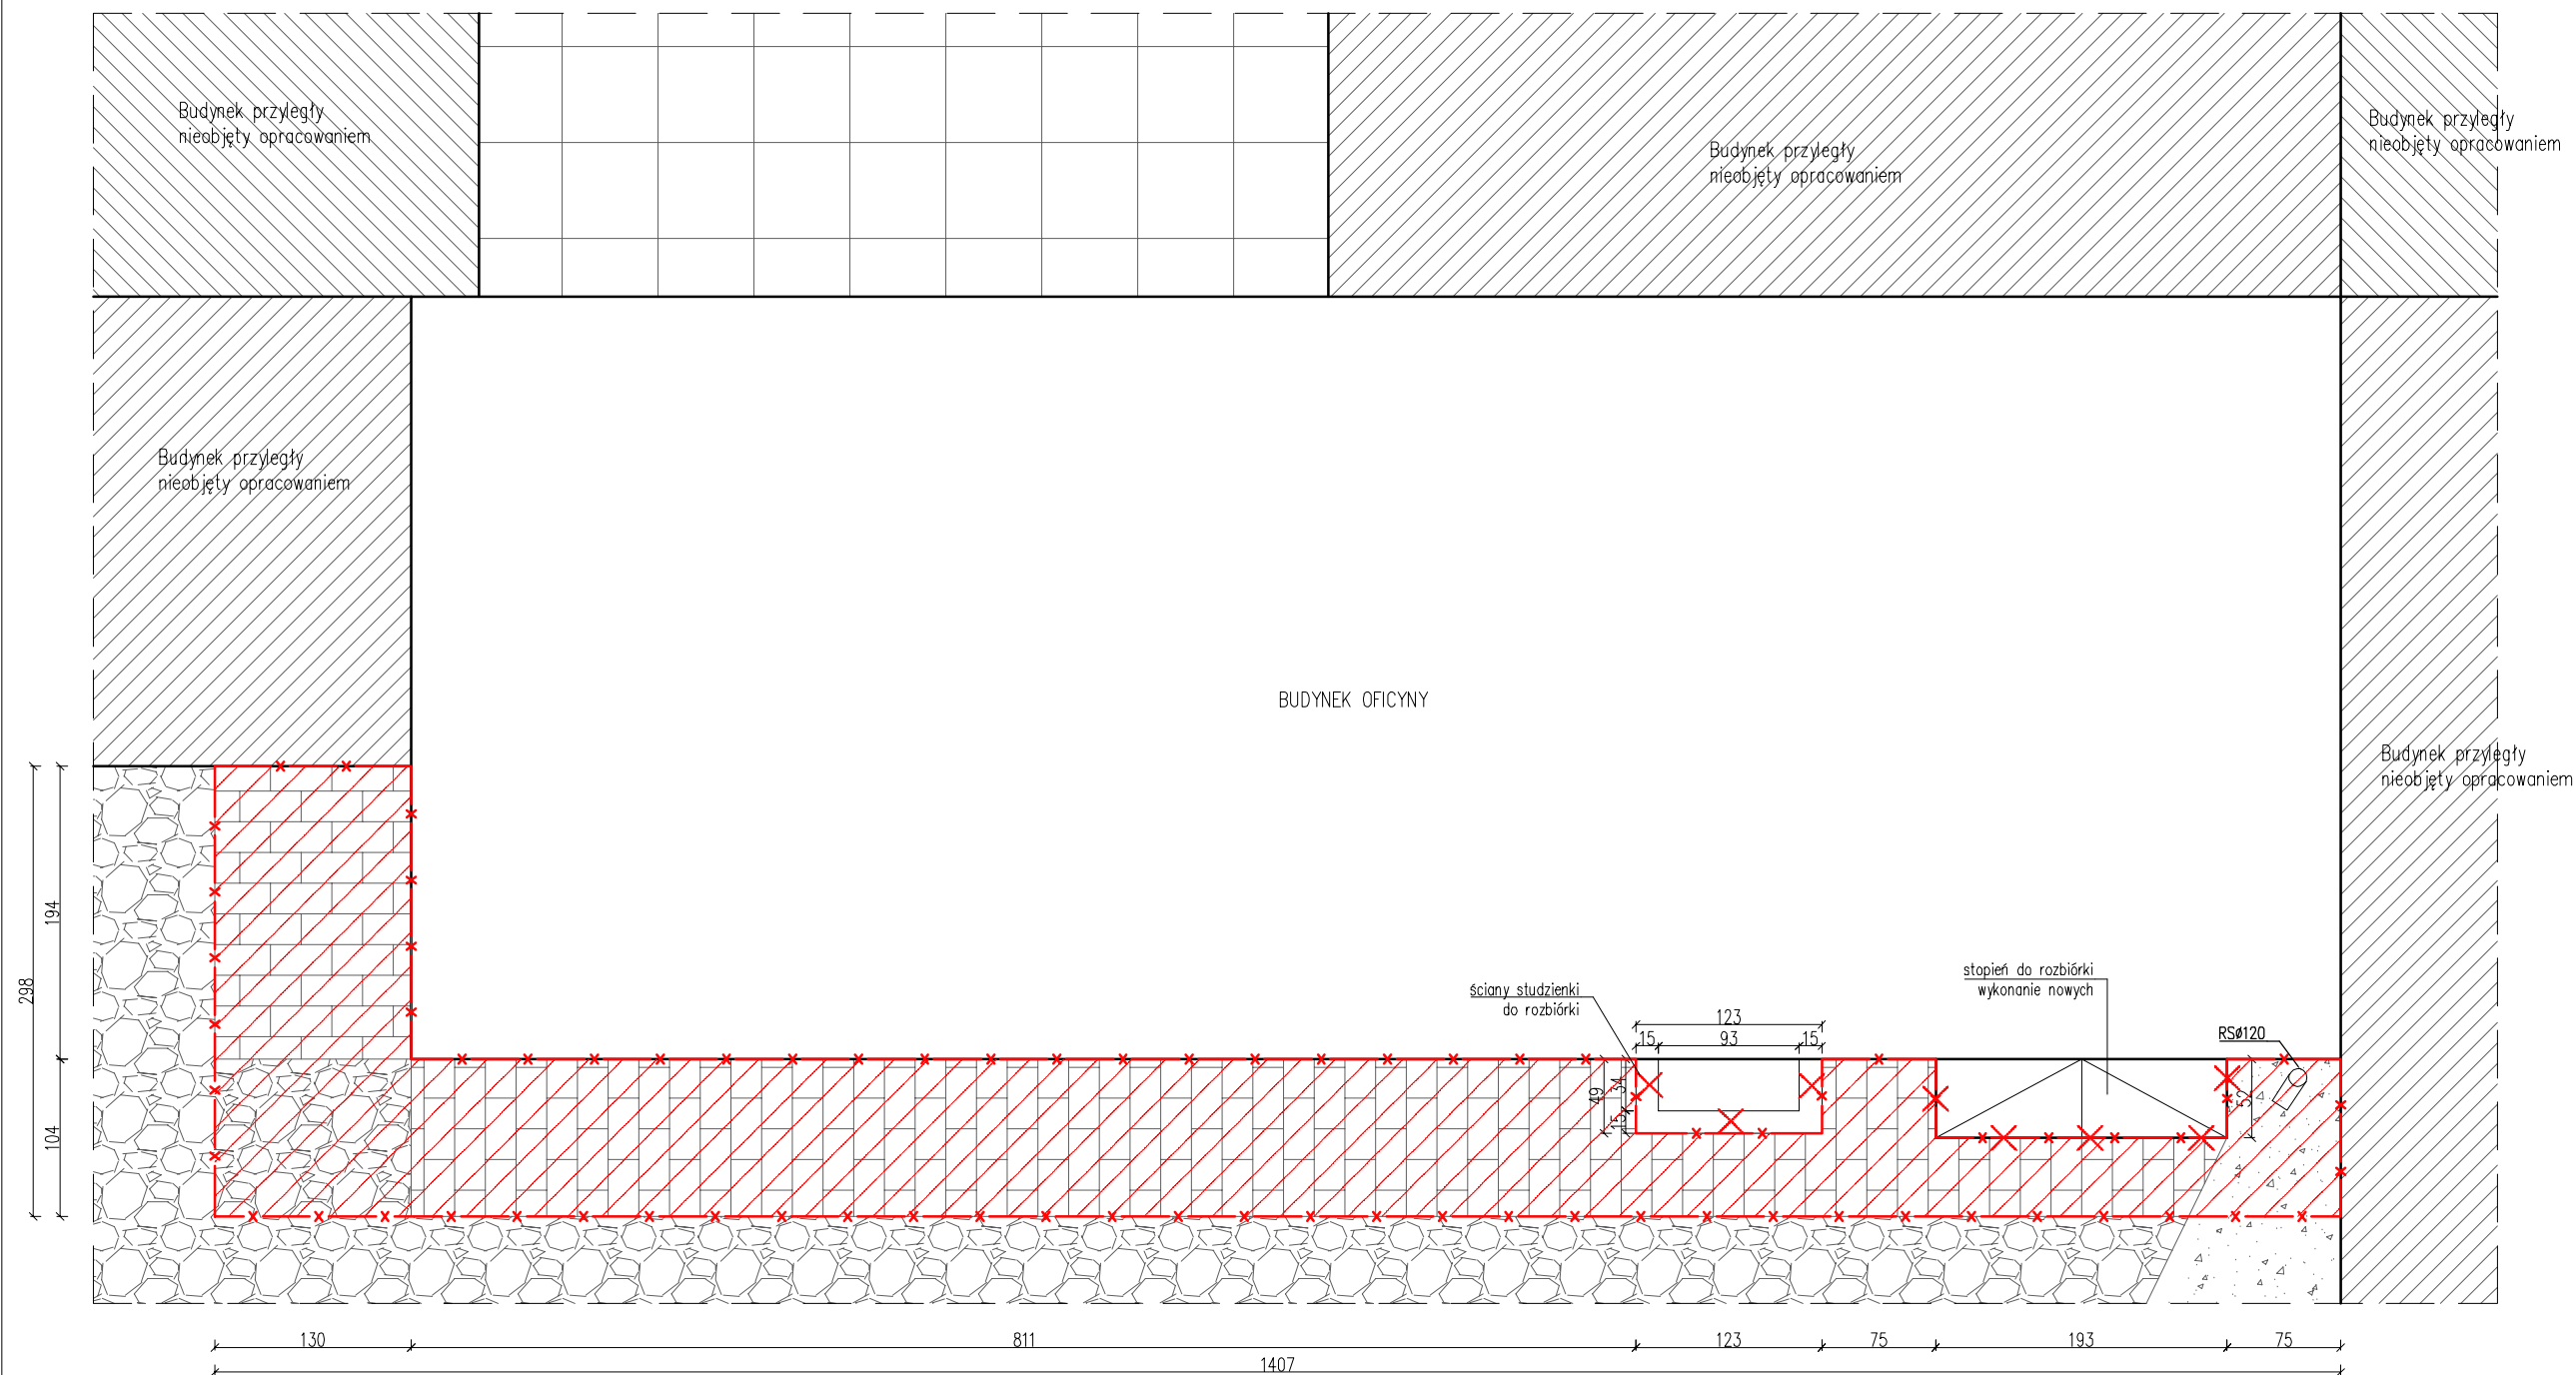 Budynek przyległy
nieobjęty opracowaniem
Budynek przyległy
nieobjęty opracowaniem
Budynek przyległy
nieobjęty opracowaniem
Budynek przyległy
nieobjęty opracowaniem
BUDYNEK OFICYNY
Budynek przyległy
nieobjęty opracowaniem
298
194
104
ściany studzienki
do rozbiórki
123
15
93
15
49
34
15
stopień do rozbiórki
wykonanie nowych
RSø120
52
130
811
123
75
193
75
1407